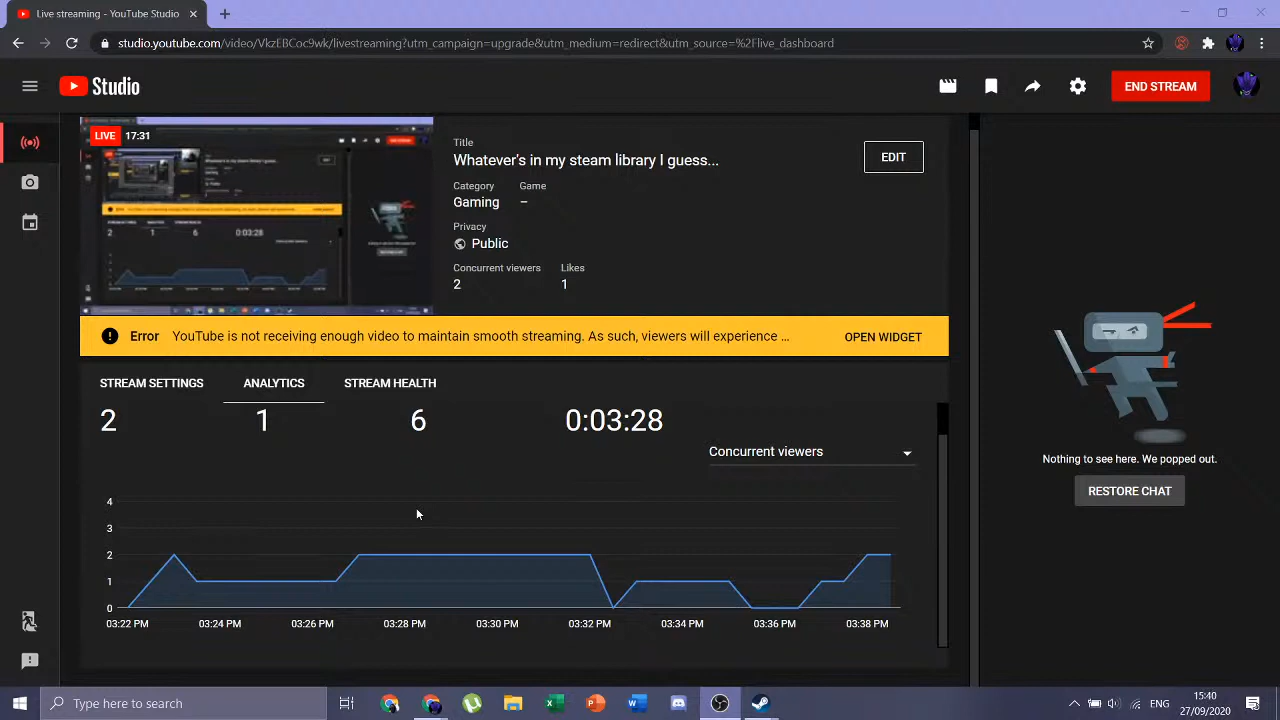 Live streaming - YouTube Studio
studio.youtube.com/video/VkzEBCoc9wk/livestreaming?utm_campaign=upgrade&utm_medium=redirect&utm_source=%2Flive_dashboard
Studio
END STREAM
LIVE 17:31
Title
Whatever's in my steam library I guess...
EDIT
Category Game
Gaming –
Privacy
Public
Concurrent viewers Likes
2 1
2 1 6 0:03:28
Error YouTube is not receiving enough video to maintain smooth streaming. As such, viewers will experience ... OPEN WIDGET
STREAM SETTINGS ANALYTICS STREAM HEALTH
2 1 6 0:03:28
Concurrent viewers
4
3
2
1
0
03:22 PM 03:24 PM 03:26 PM 03:28 PM 03:30 PM 03:32 PM 03:34 PM 03:36 PM 03:38 PM
Nothing to see here. We popped out.
RESTORE CHAT
Type here to search
ENG
15:40
27/09/2020